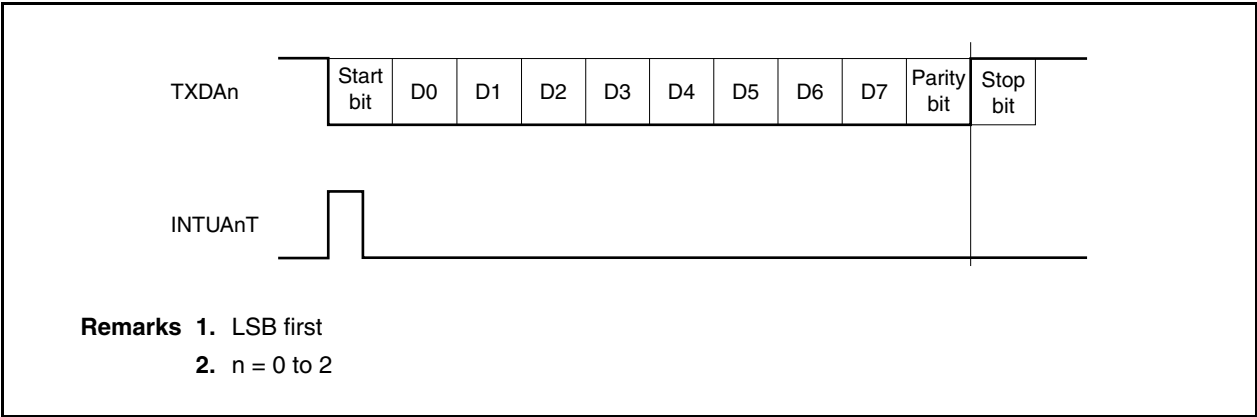 TXDAn
Start bit
D0
D1
D2
D3
D4
D5
D6
D7
Parity bit
Stop bit
INTUAnT
Remarks 1. LSB first
2. n = 0 to 2